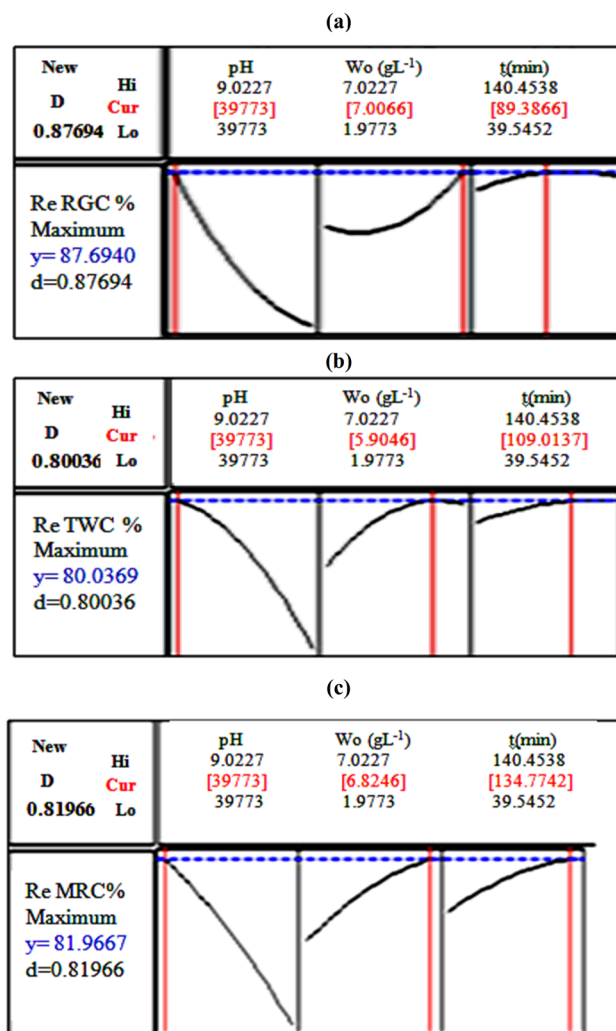 (a)
New pH Wo (gL⁻¹) ţ(min)
Hi 9.0227 7.0227 140.4538
D Cur [39773] [7.0066] [89.3866]
0.87694 Lo 39773 1.9773 39.5452
Re RGC %
Maximum
y= 87.6940
d=0.87694
(b)
New pH Wo (gL⁻¹) ţ(min)
Hi 9.0227 7.0227 140.4538
D Cur [39773] [5.9046] [109.0137]
0.80036 Lo 39773 1.9773 39.5452
Re TWC %
Maximum
y= 80.0369
d=0.80036
(c)
New pH Wo (gL⁻¹) ţ(min)
Hi 9.0227 7.0227 140.4538
D Cur [39773] [6.8246] [134.7742]
0.81966 Lo 39773 1.9773 39.5452
Re MRC%
Maximum
y= 81.9667
d=0.81966